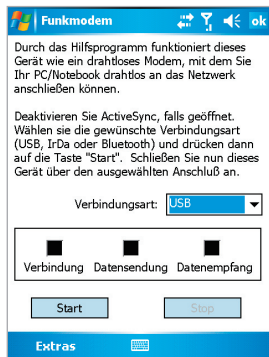 Funkmodem ok
Durch das Hilfsprogramm funktioniert dieses
Gerät wie ein drahtloses Modem, mit dem Sie
Ihr PC/Notebook drahtlos an das Netzwerk
anschließen können.
Deaktivieren Sie ActiveSync, falls geöffnet.
Wählen sie die gewünschte Verbindungsart
(USB, IrDa oder Bluetooth) und drücken dann
auf die Taste "Start". Schließen Sie nun dieses
Gerät über den ausgewählten Anschluß an.
Verbindungsart: USB
Verbindung Datensendung Datenempfang
Start Stop
Extras